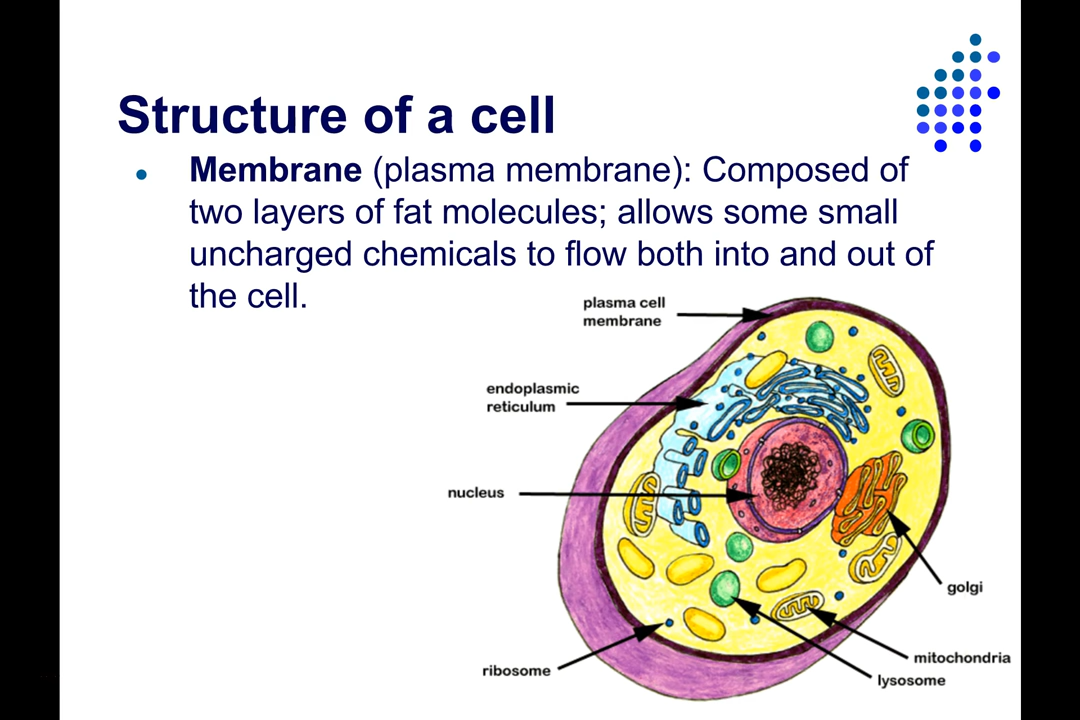 Structure of a cell
● Membrane (plasma membrane): Composed of
two layers of fat molecules; allows some small
uncharged chemicals to flow both into and out of
the cell.
plasma cell
membrane
endoplasmic
reticulum
nucleus
golgi
mitochondria
ribosome
lysosome